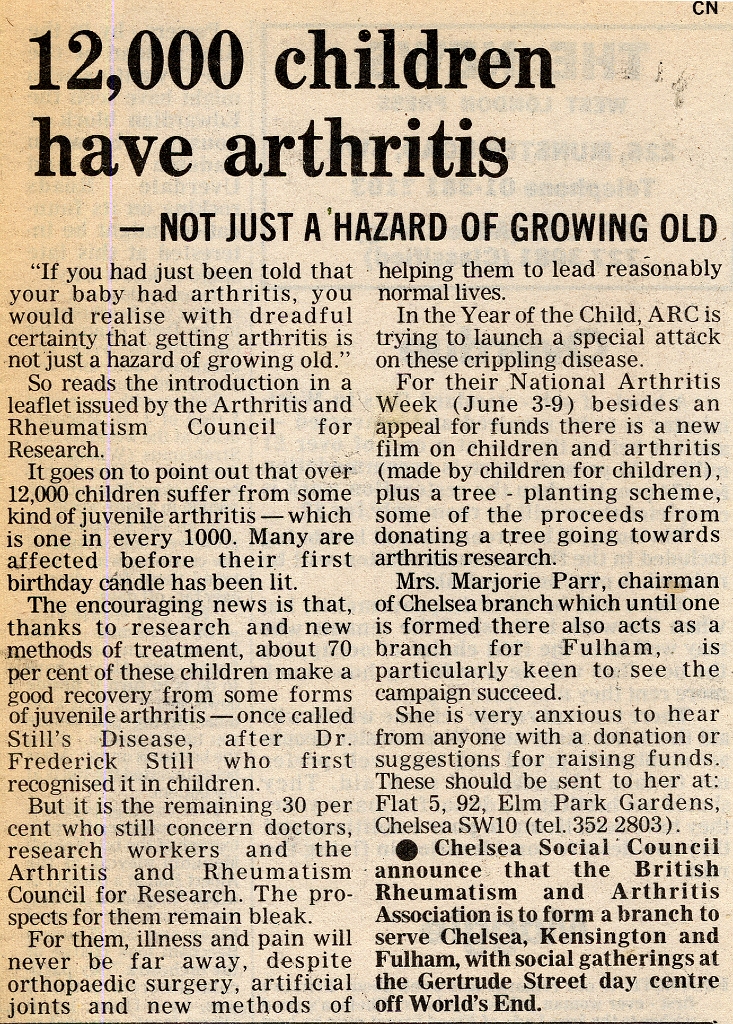 CN
12,000 children
have arthritis
— NOT JUST A HAZARD OF GROWING OLD
"If you had just been told that
your baby had arthritis, you
would realise with dreadful
certainty that getting arthritis is
not just a hazard of growing old."
So reads the introduction in a
leaflet issued by the Arthritis and
Rheumatism Council for
Research.
It goes on to point out that over
12,000 children suffer from some
kind of juvenile arthritis — which
is one in every 1000. Many are
affected before their first
birthday candle has been lit.
The encouraging news is that,
thanks to research and new
methods of treatment, about 70
per cent of these children make a
good recovery from some forms
of juvenile arthritis — once called
Still's Disease, after Dr.
Frederick Still who first
recognised it in children.
But it is the remaining 30 per
cent who still concern doctors,
research workers and the
Arthritis and Rheumatism
Council for Research. The pro-
spects for them remain bleak.
For them, illness and pain will
never be far away, despite
orthopaedic surgery, artificial
joints and new methods of
helping them to lead reasonably
normal lives.
In the Year of the Child, ARC is
trying to launch a special attack
on these crippling disease.
For their National Arthritis
Week (June 3-9) besides an
appeal for funds there is a new
film on children and arthritis
(made by children for children),
plus a tree - planting scheme,
some of the proceeds from
donating a tree going towards
arthritis research.
Mrs. Marjorie Parr, chairman
of Chelsea branch which until one
is formed there also acts as a
branch for Fulham, is
particularly keen to see the
campaign succeed.
She is very anxious to hear
from anyone with a donation or
suggestions for raising funds.
These should be sent to her at:
Flat 5, 92, Elm Park Gardens,
Chelsea SW10 (tel. 352 2803).
● Chelsea Social Council
announce that the British
Rheumatism and Arthritis
Association is to form a branch to
serve Chelsea, Kensington and
Fulham, with social gatherings at
the Gertrude Street day centre
off World's End.